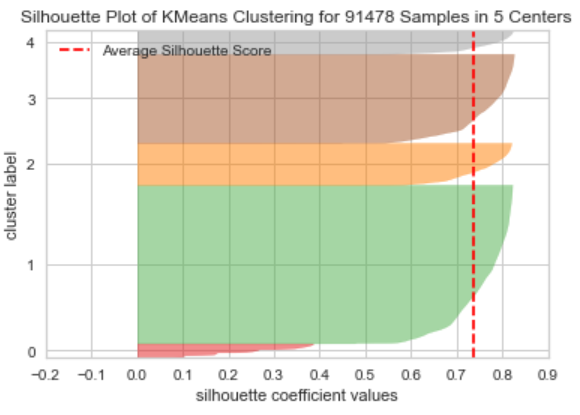 Silhouette Plot of KMeans Clustering for 91478 Samples in 5 Centers
4
Average Silhouette Score
3
2
1
0
cluster label
−0.2 −0.1 0.0 0.1 0.2 0.3 0.4 0.5 0.6 0.7 0.8 0.9
silhouette coefficient values